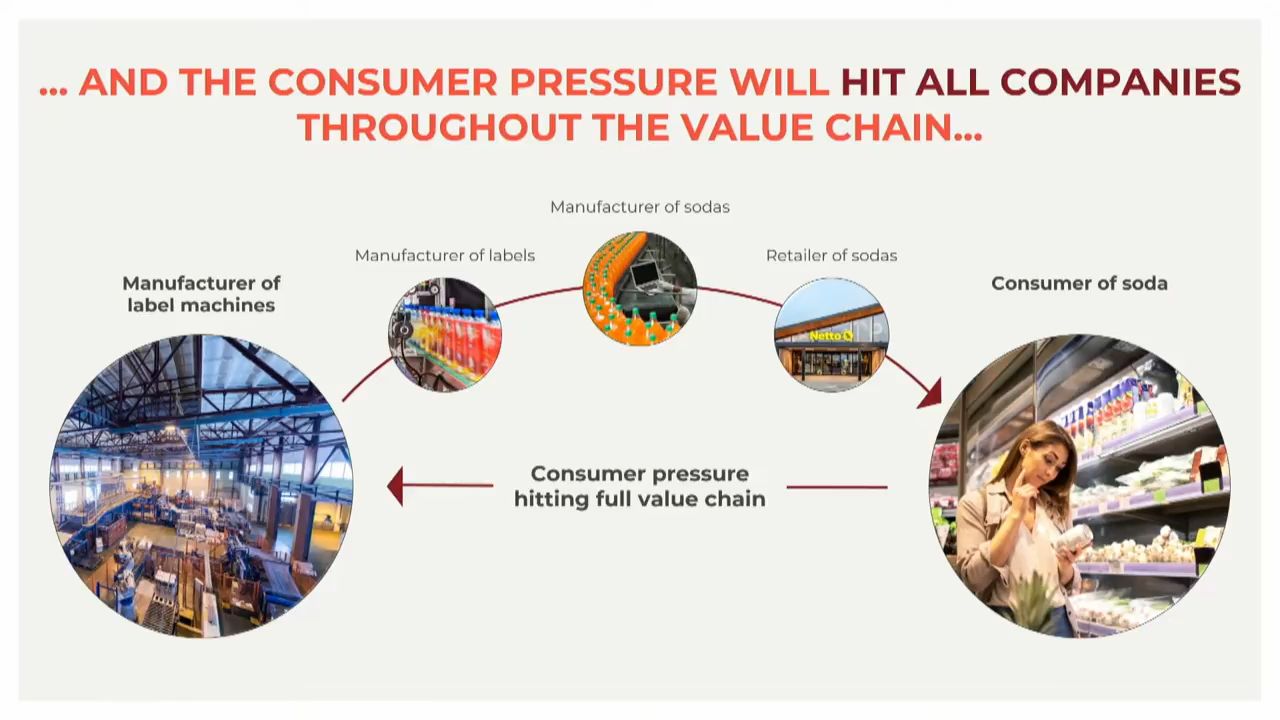 ... AND THE CONSUMER PRESSURE WILL HIT ALL COMPANIES
THROUGHOUT THE VALUE CHAIN...
Manufacturer of sodas
Manufacturer of labels
Retailer of sodas
Manufacturer of
label machines
Consumer of soda
Netto
Consumer pressure
hitting full value chain